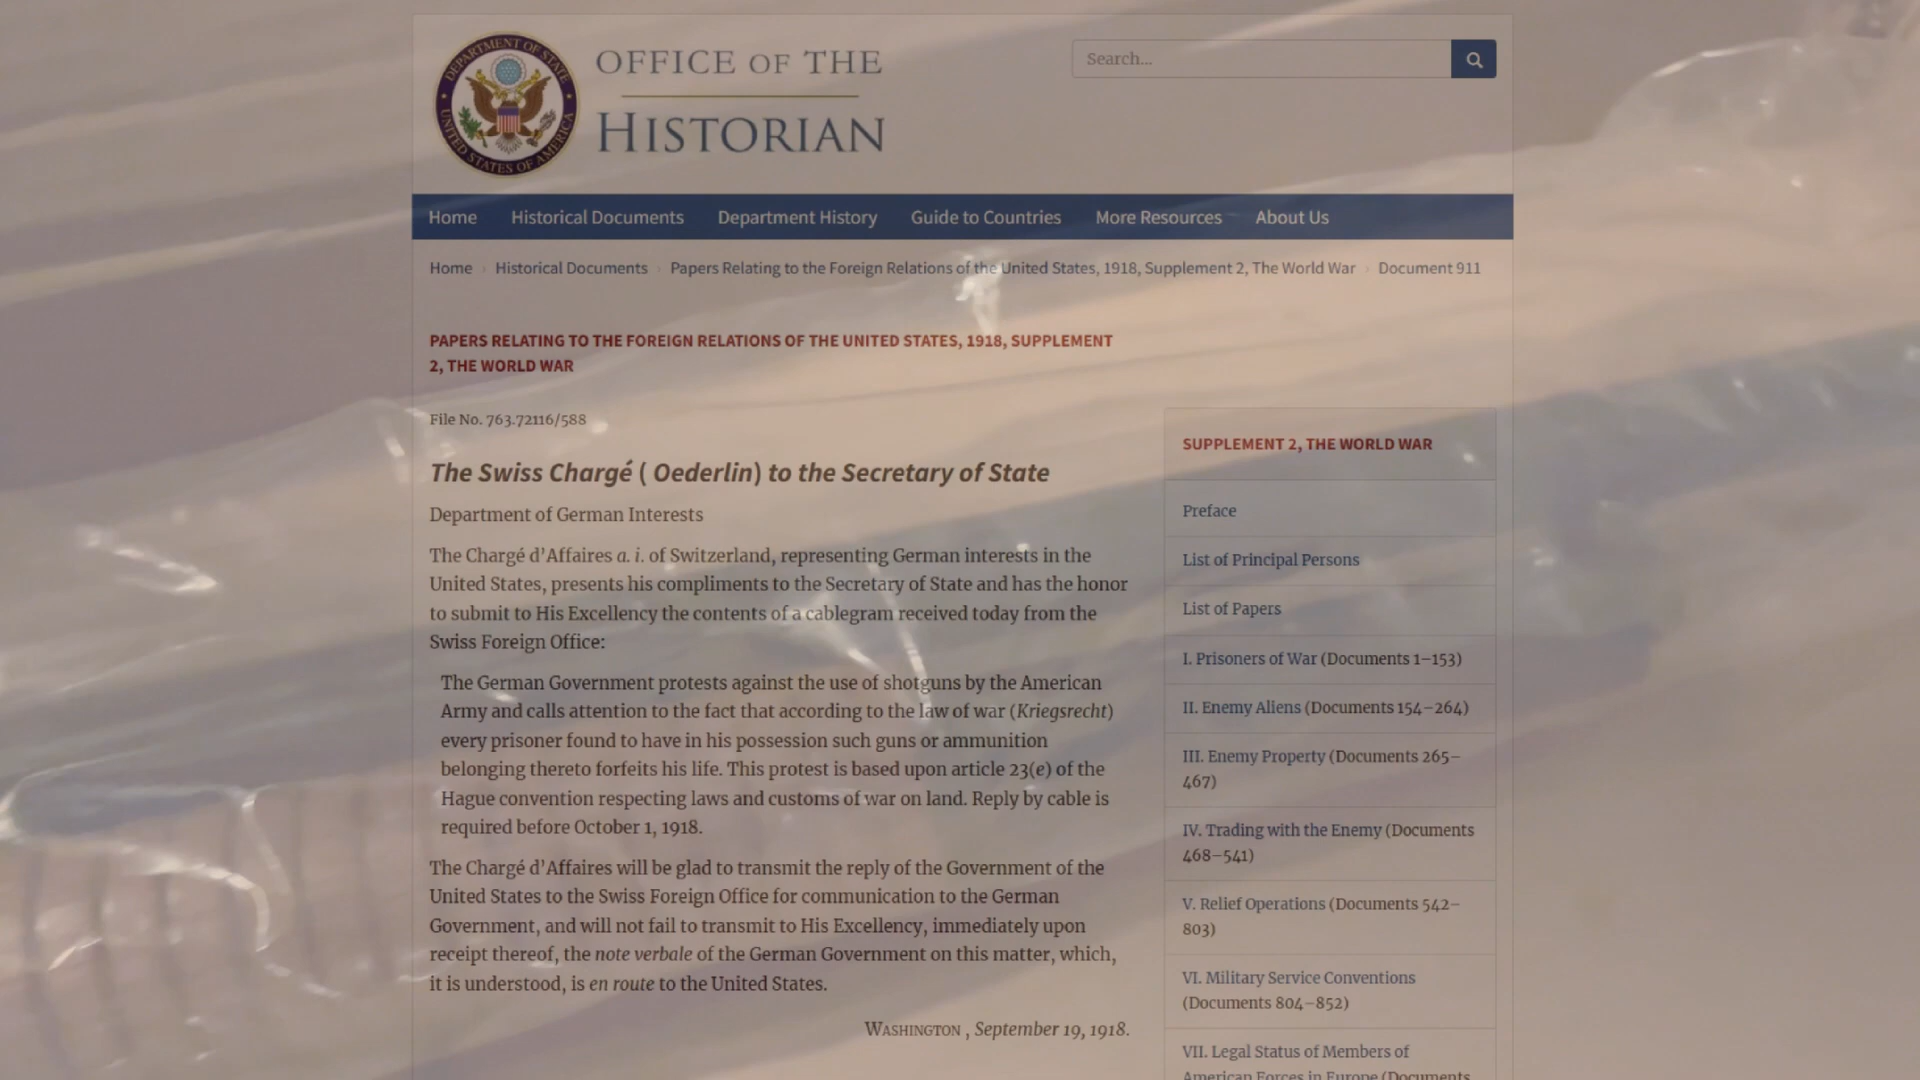 DEPARTMENT OF STATE
UNITED STATES OF AMERICA
OFFICE OF THE
HISTORIAN
Search...
Home Historical Documents Department History Guide to Countries More Resources About Us
Home › Historical Documents › Papers Relating to the Foreign Relations of the United States, 1918, Supplement 2, The World War › Document 911
PAPERS RELATING TO THE FOREIGN RELATIONS OF THE UNITED STATES, 1918, SUPPLEMENT
2, THE WORLD WAR
File No. 763.72116/588
The Swiss Chargé ( Oederlin) to the Secretary of State
Department of German Interests
The Chargé d’Affaires a. i. of Switzerland, representing German interests in the
United States, presents his compliments to the Secretary of State and has the honor
to submit to His Excellency the contents of a cablegram received today from the
Swiss Foreign Office:
The German Government protests against the use of shotguns by the American
Army and calls attention to the fact that according to the law of war (Kriegsrecht)
every prisoner found to have in his possession such guns or ammunition
belonging thereto forfeits his life. This protest is based upon article 23(e) of the
Hague convention respecting laws and customs of war on land. Reply by cable is
required before October 1, 1918.
The Chargé d’Affaires will be glad to transmit the reply of the Government of the
United States to the Swiss Foreign Office for communication to the German
Government, and will not fail to transmit to His Excellency, immediately upon
receipt thereof, the note verbale of the German Government on this matter, which,
it is understood, is en route to the United States.
WASHINGTON , September 19, 1918.
SUPPLEMENT 2, THE WORLD WAR
Preface
List of Principal Persons
List of Papers
I. Prisoners of War (Documents 1–153)
II. Enemy Aliens (Documents 154–264)
III. Enemy Property (Documents 265–
467)
IV. Trading with the Enemy (Documents
468–541)
V. Relief Operations (Documents 542–
803)
VI. Military Service Conventions
(Documents 804–852)
VII. Legal Status of Members of
American Forces in Europe (Documents